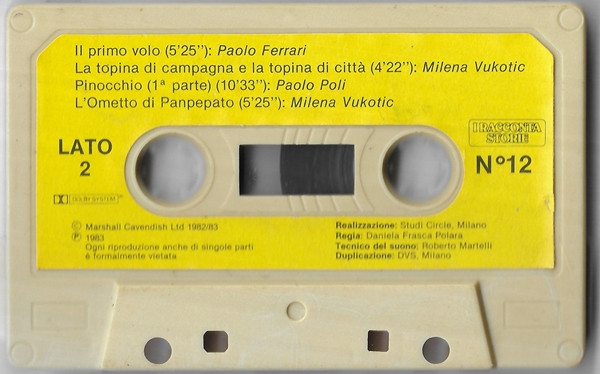 Il primo volo (5'25''): Paolo Ferrari
La topina di campagna e la topina di città (4'22''): Milena Vukotic
Pinocchio (1ª parte) (10'33''): Paolo Poli
L'Ometto di Panpepato (5'25''): Milena Vukotic
LATO
2
I RACCONTA
STORIE
N°12
DOLBY SYSTEM
© Marshall Cavendish Ltd 1982/83
℗ 1983
Ogni riproduzione anche di singole parti
è formalmente vietata
Realizzazione: Studi Circle, Milano
Regia: Daniela Frasca Polara
Tecnico del suono: Roberto Martelli
Duplicazione: DVS, Milano